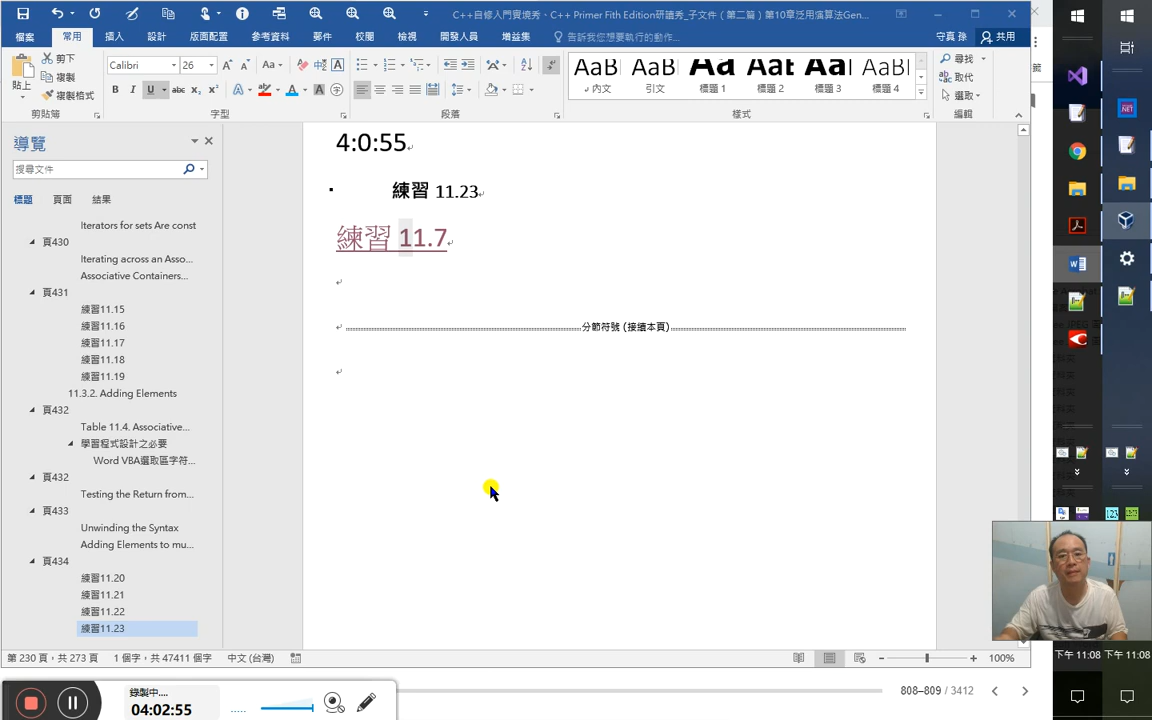 C++自修入門實境秀、C++ Primer Fith Edition研讀秀_子文件（第二篇）第10章泛用演算法Gen...
檔案 常用 插入 設計 版面配置 參考資料 郵件 校閱 檢視 開發人員 增益集 告訴我您想要執行的動作... 守真 孫 共用
貼上
剪下
複製
複製格式
剪貼簿
Calibri 26
字型
段落
AaBl AaBb Aa AaBb AaB AaBbl
內文 引文 標題 1 標題 2 標題 3 標題 4
樣式
尋找
取代
選取
編輯
導覽
搜尋文件
標題 頁面 結果
Iterators for sets Are const
頁430
Iterating across an Asso...
Associative Containers...
頁431
練習11.15
練習11.16
練習11.17
練習11.18
練習11.19
11.3.2. Adding Elements
頁432
Table 11.4. Associative...
學習程式設計之必要
Word VBA選取區字符...
頁432
Testing the Return from...
頁433
Unwinding the Syntax
Adding Elements to mu...
頁434
練習11.20
練習11.21
練習11.22
練習11.23
4:0:55
練習 11.23
練習 11.7
分節符號 (接續本頁)
第 230 頁，共 273 頁 1 個字，共 47411 個字 中文 (台灣) 100%
錄製中....
04:02:55
808–809 / 3412
下午 11:08 下午 11:08